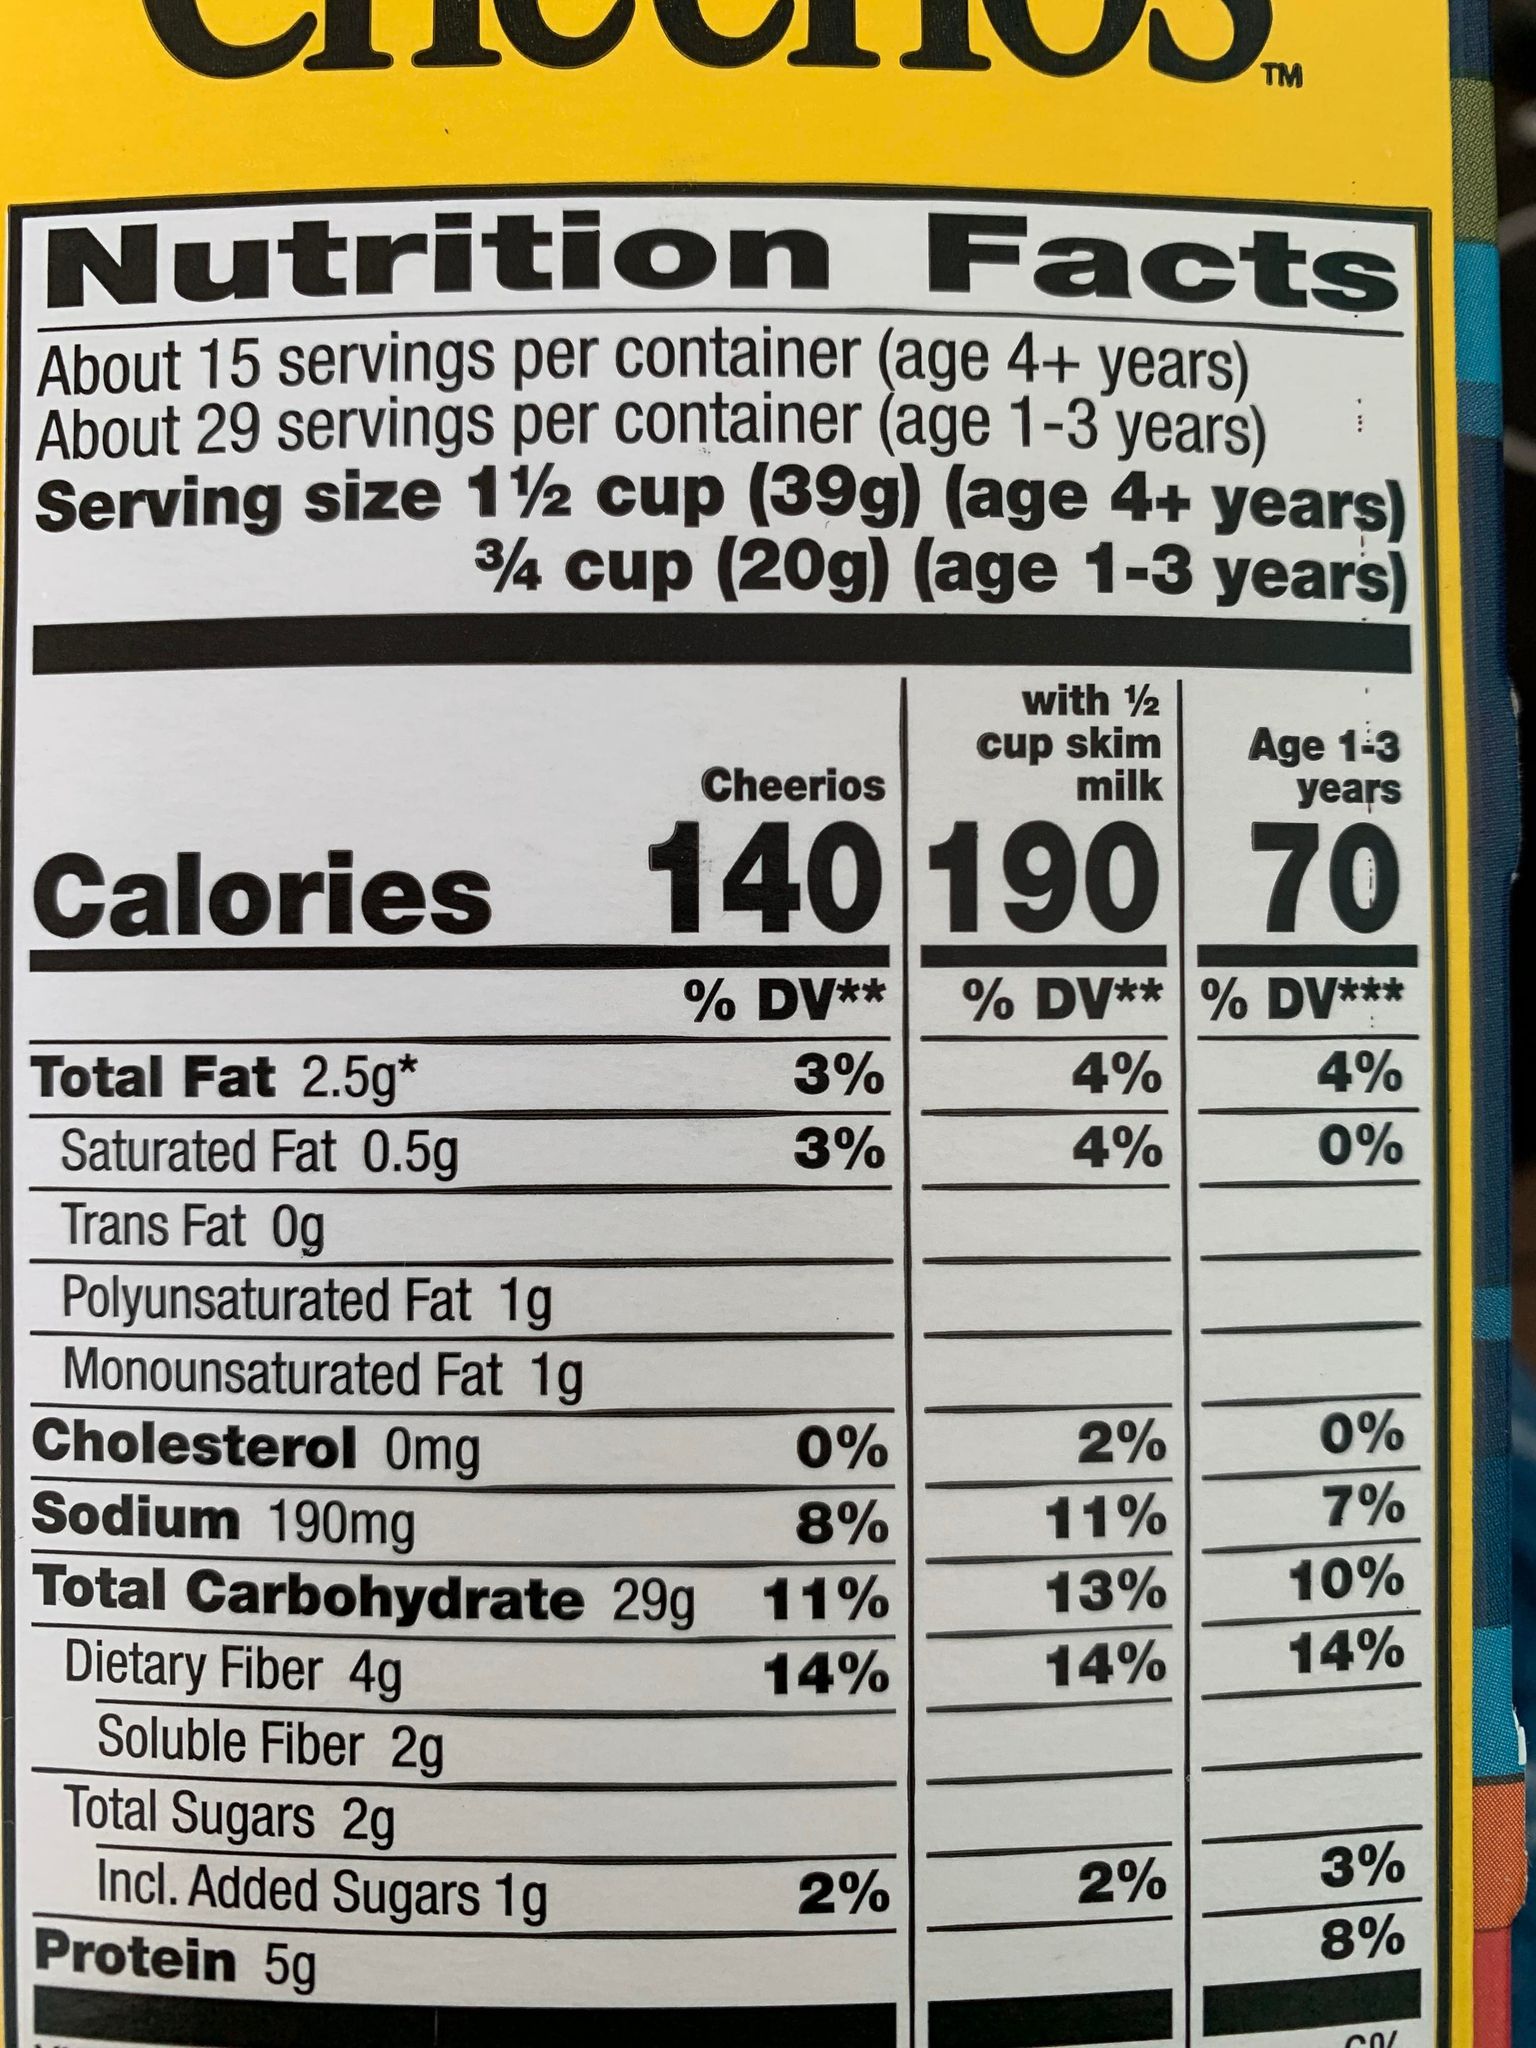 Cheerios™
Nutrition Facts
About 15 servings per container (age 4+ years)
About 29 servings per container (age 1-3 years)
Serving size 1½ cup (39g) (age 4+ years)
¾ cup (20g) (age 1-3 years)
with ½
cup skim
milk
Age 1-3
years
Cheerios
Calories 140 190 70
% DV** % DV** % DV***
Total Fat 2.5g* 3% 4% 4%
Saturated Fat 0.5g 3% 4% 0%
Trans Fat 0g
Polyunsaturated Fat 1g
Monounsaturated Fat 1g
Cholesterol 0mg 0% 2% 0%
Sodium 190mg 8% 11% 7%
Total Carbohydrate 29g 11% 13% 10%
Dietary Fiber 4g 14% 14% 14%
Soluble Fiber 2g
Total Sugars 2g
Incl. Added Sugars 1g 2% 2% 3%
Protein 5g 8%